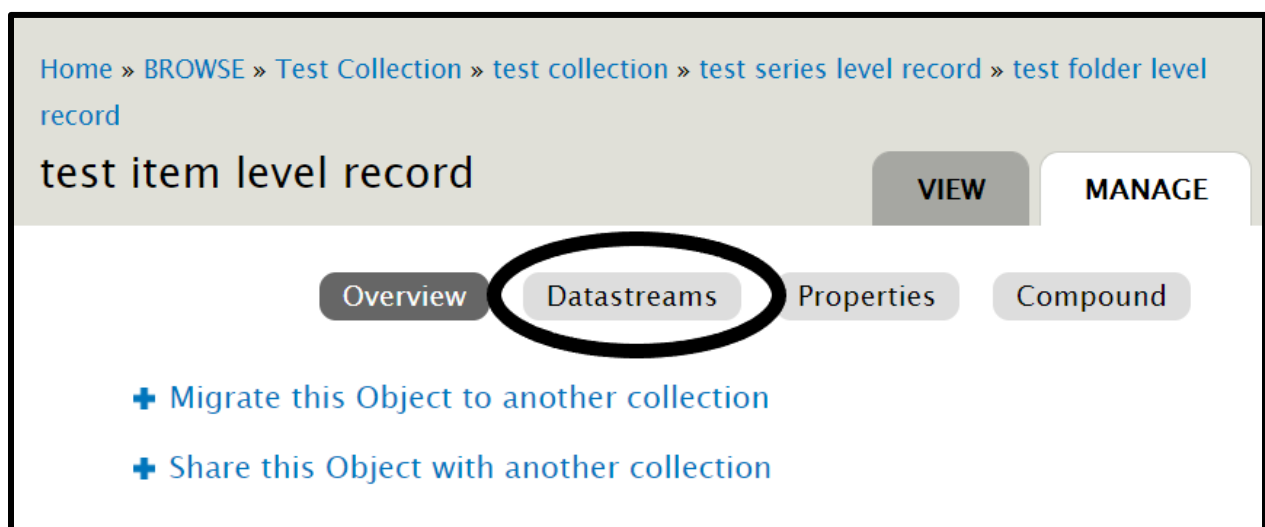 Home » BROWSE » Test Collection » test collection » test series level record » test folder level
record
test item level record
VIEW MANAGE
Overview Datastreams Properties Compound
Migrate this Object to another collection
Share this Object with another collection